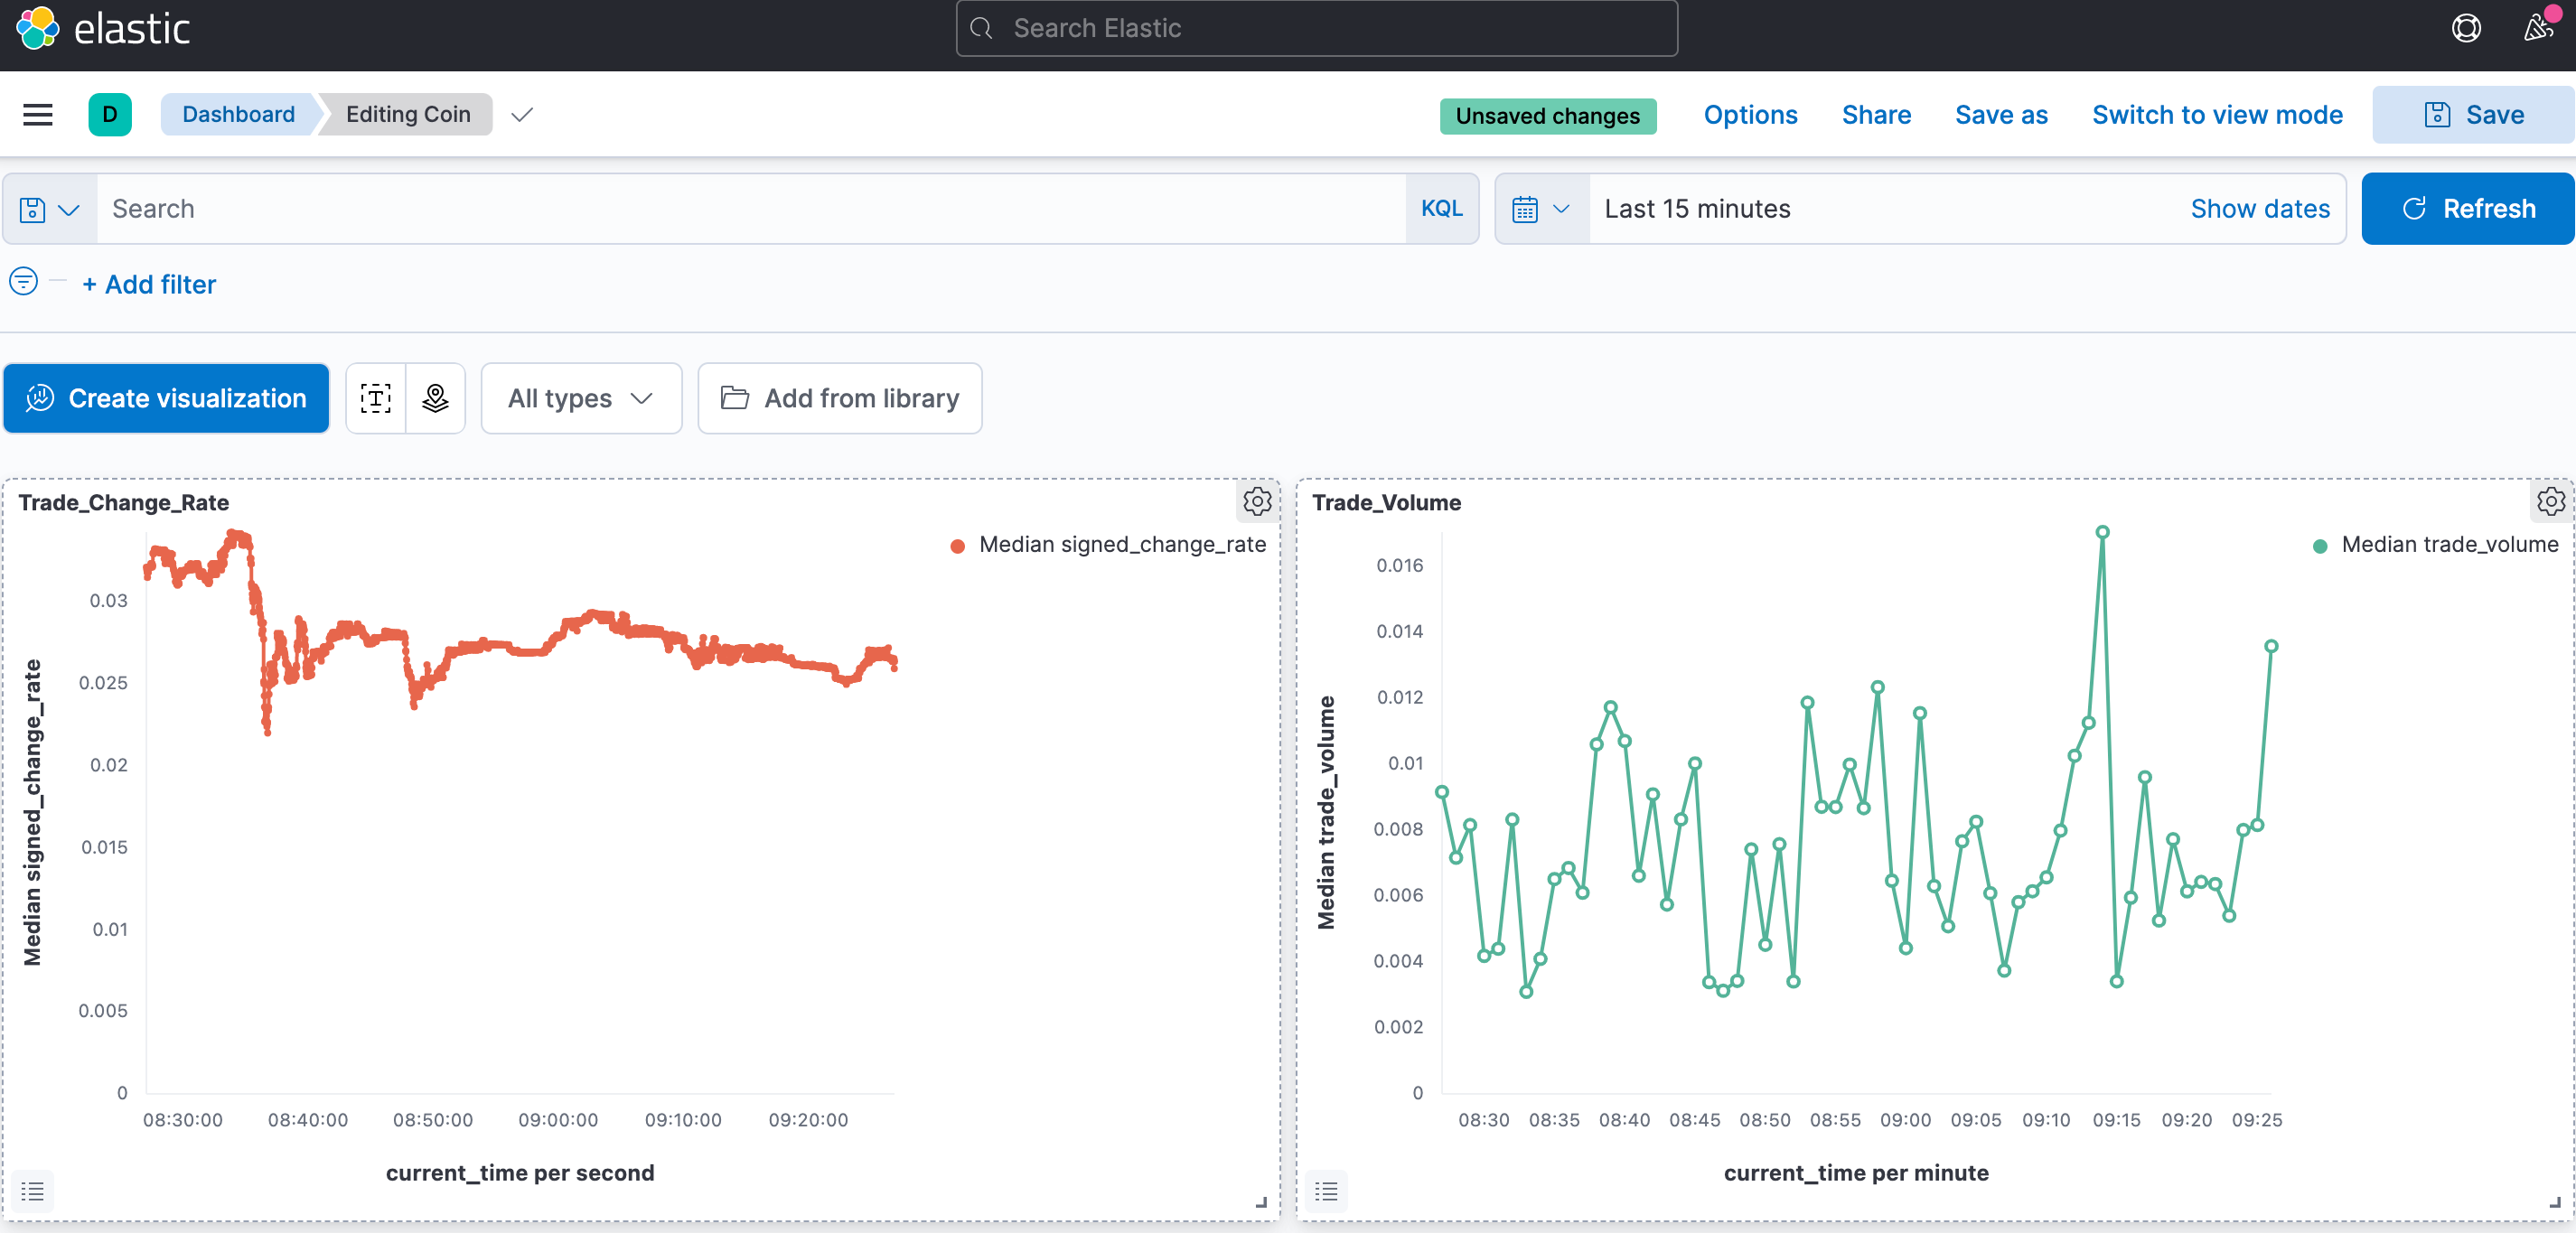 elastic
Search Elastic
D
Dashboard
Editing Coin
Unsaved changes
Options
Share
Save as
Switch to view mode
Save
Search
KQL
Last 15 minutes
Show dates
Refresh
+ Add filter
Create visualization
T
All types
Add from library
Trade_Change_Rate
Median signed_change_rate
Median signed_change_rate
0.03
0.025
0.02
0.015
0.01
0.005
0
08:30:00 08:40:00 08:50:00 09:00:00 09:10:00 09:20:00
current_time per second
Trade_Volume
Median trade_volume
Median trade_volume
0.016
0.014
0.012
0.01
0.008
0.006
0.004
0.002
0
08:30 08:35 08:40 08:45 08:50 08:55 09:00 09:05 09:10 09:15 09:20 09:25
current_time per minute